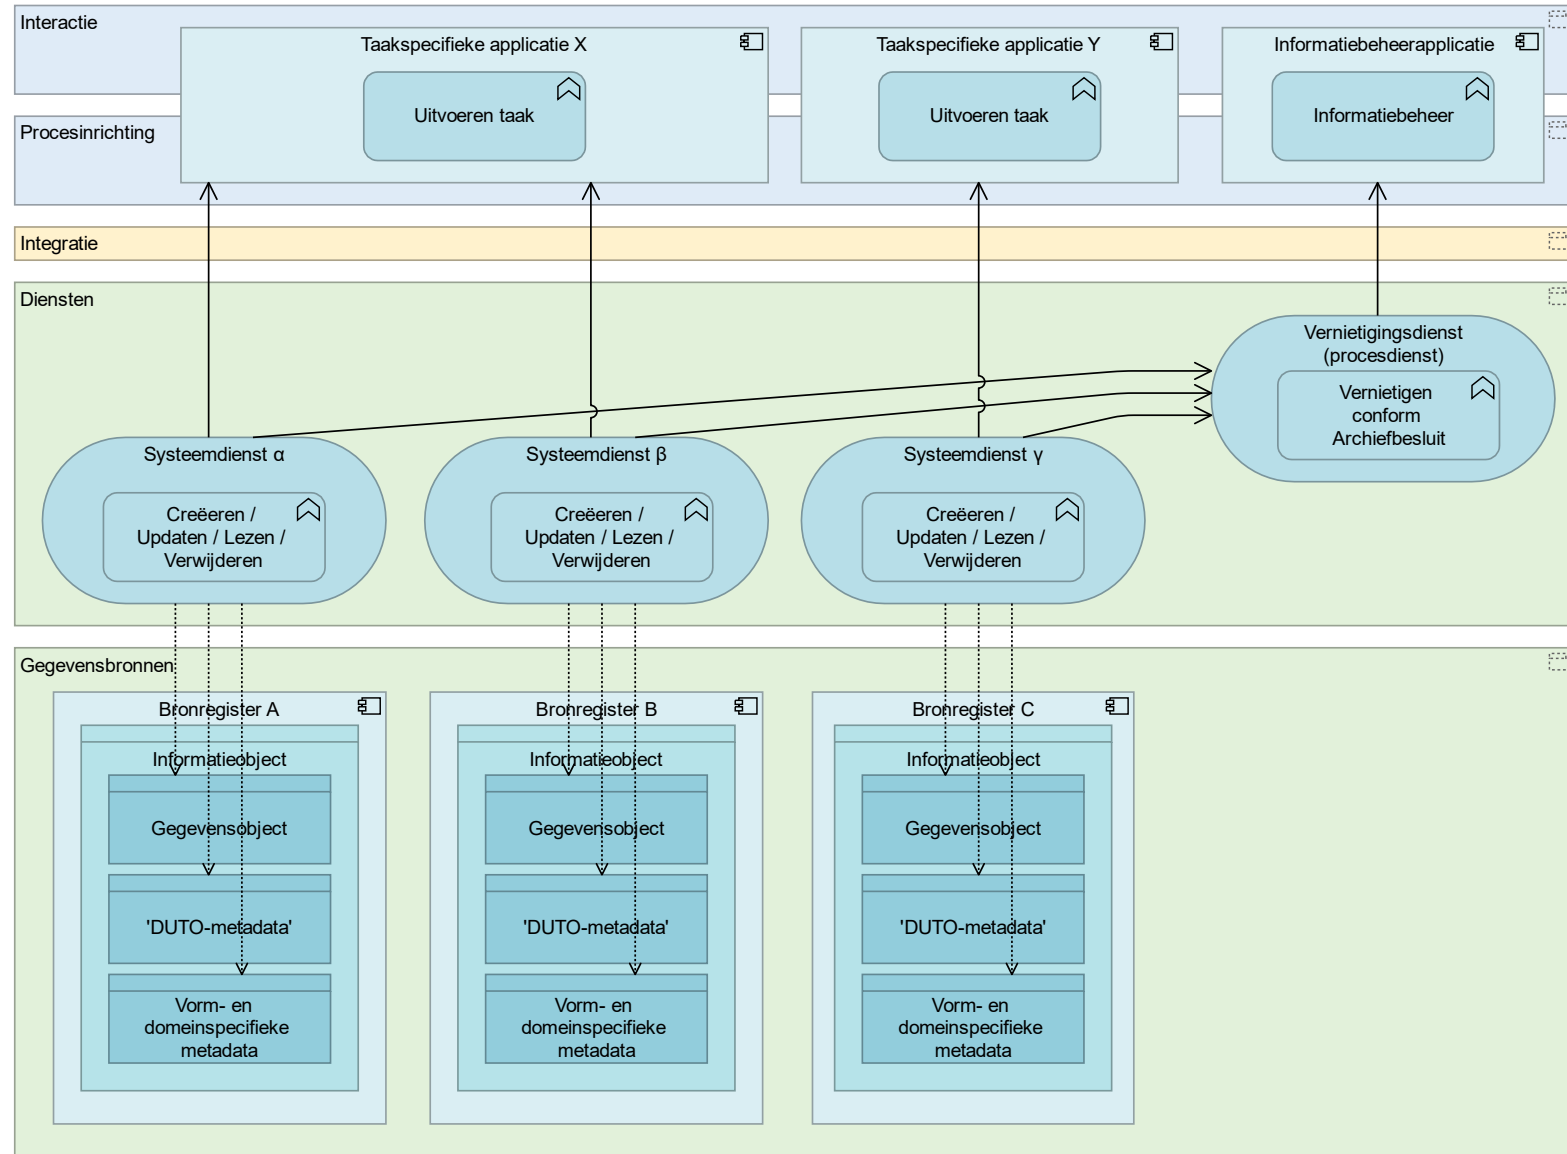 Interactie
Taakspecifieke applicatie X
Uitvoeren taak
Taakspecifieke applicatie Y
Uitvoeren taak
Informatiebeheerapplicatie
Informatiebeheer
Procesinrichting
Integratie
Diensten
Vernietigingsdienst
(procesdienst)
Vernietigen
conform
Archiefbesluit
Systeemdienst α
Creëeren /
Updaten / Lezen /
Verwijderen
Systeemdienst β
Creëeren /
Updaten / Lezen /
Verwijderen
Systeemdienst γ
Creëeren /
Updaten / Lezen /
Verwijderen
Gegevensbronnen
Bronregister A
Informatieobject
Gegevensobject
'DUTO-metadata'
Vorm- en
domeinspecifieke
metadata
Bronregister B
Informatieobject
Gegevensobject
'DUTO-metadata'
Vorm- en
domeinspecifieke
metadata
Bronregister C
Informatieobject
Gegevensobject
'DUTO-metadata'
Vorm- en
domeinspecifieke
metadata